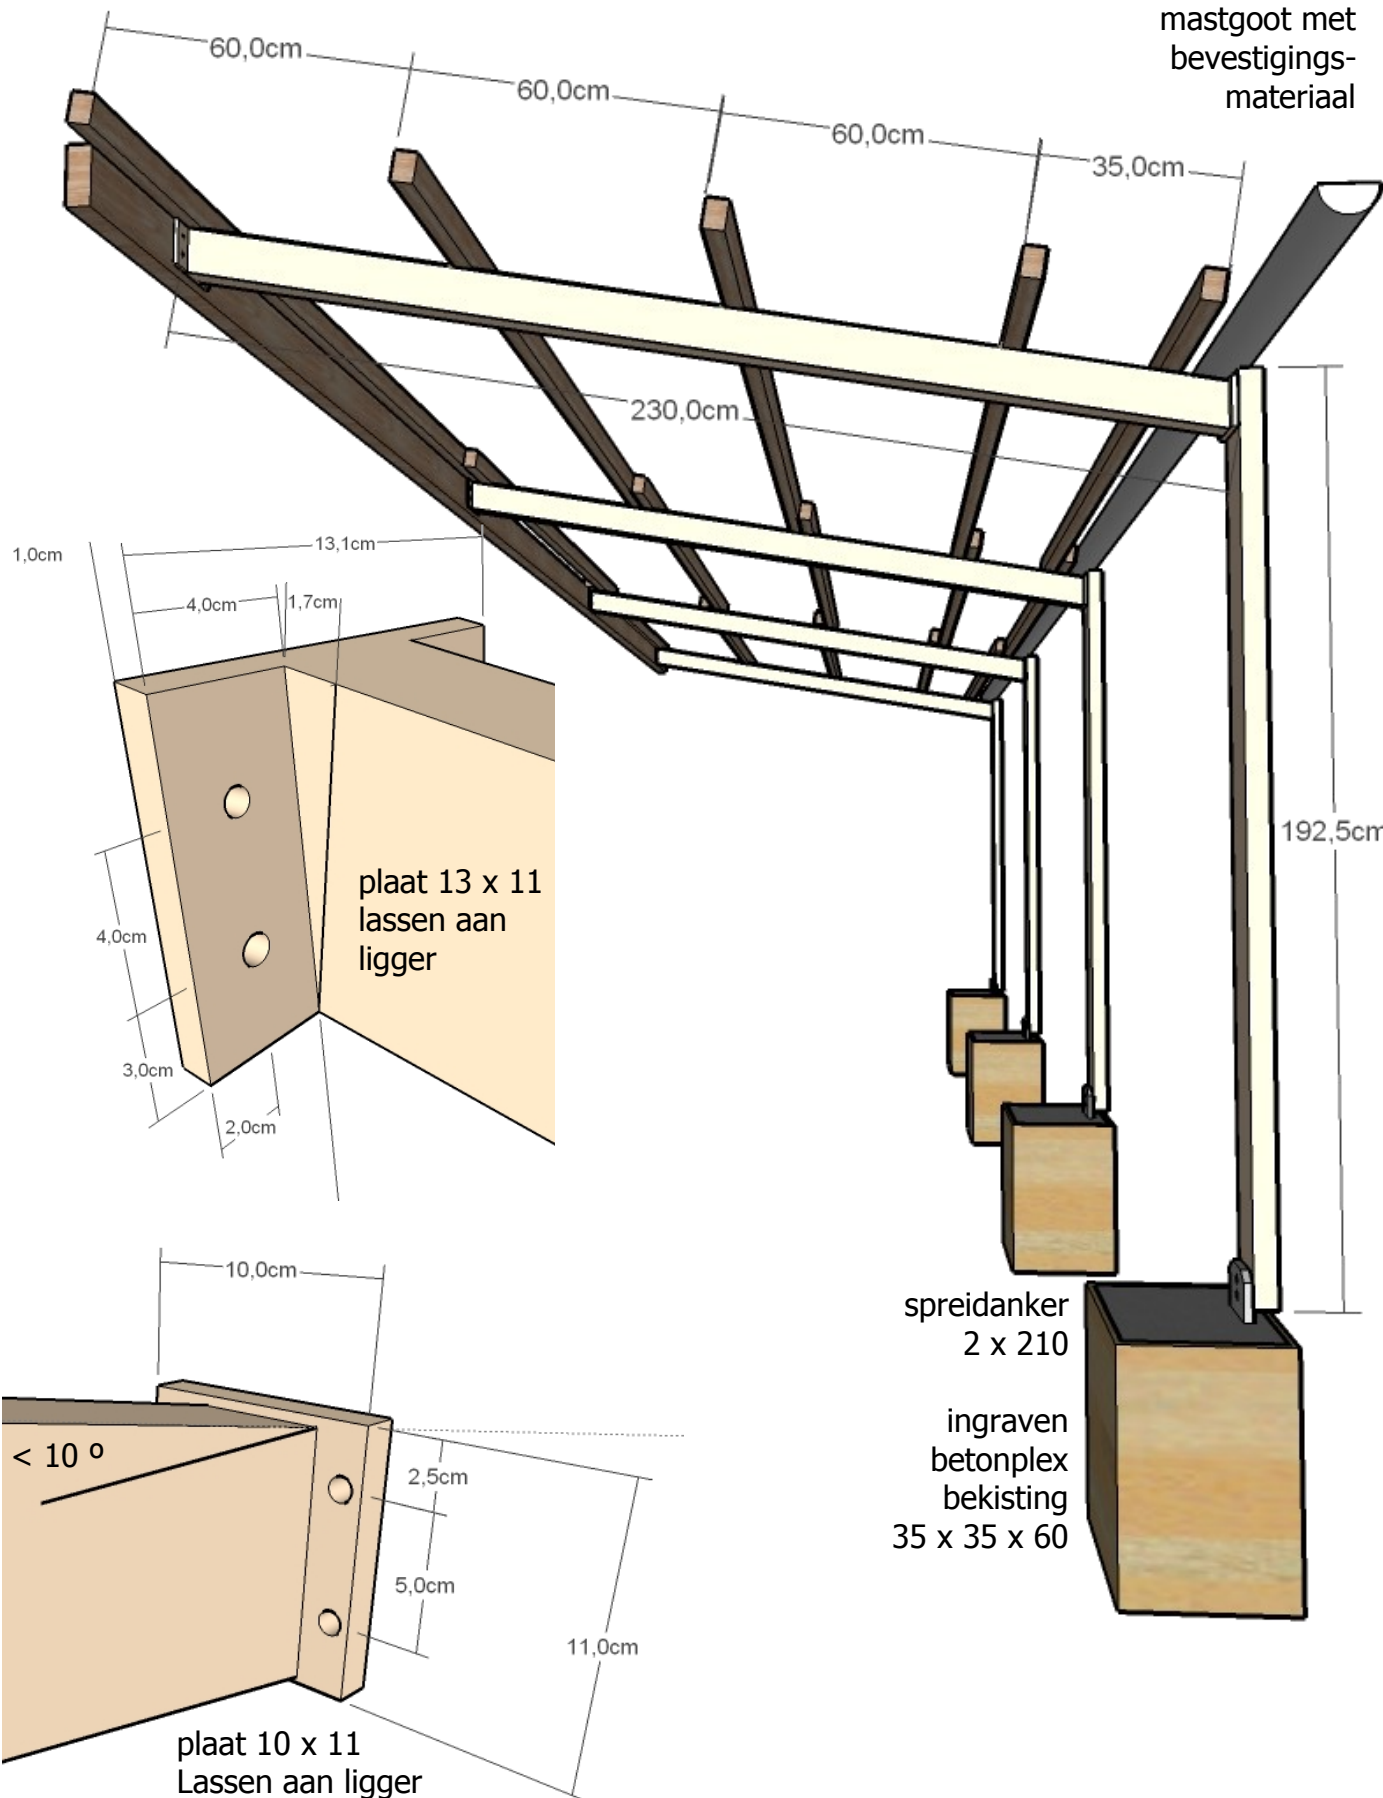 mastgoot met
bevestigings-
materiaal
60,0cm
60,0cm
60,0cm
35,0cm
230,0cm
192,5cm
1,0cm
13,1cm
4,0cm
1,7cm
plaat 13 x 11
lassen aan
ligger
4,0cm
3,0cm
2,0cm
spreidanker
2 x 210
ingraven
betonplex
bekisting
35 x 35 x 60
10,0cm
< 10 º
2,5cm
5,0cm
11,0cm
plaat 10 x 11
Lassen aan ligger